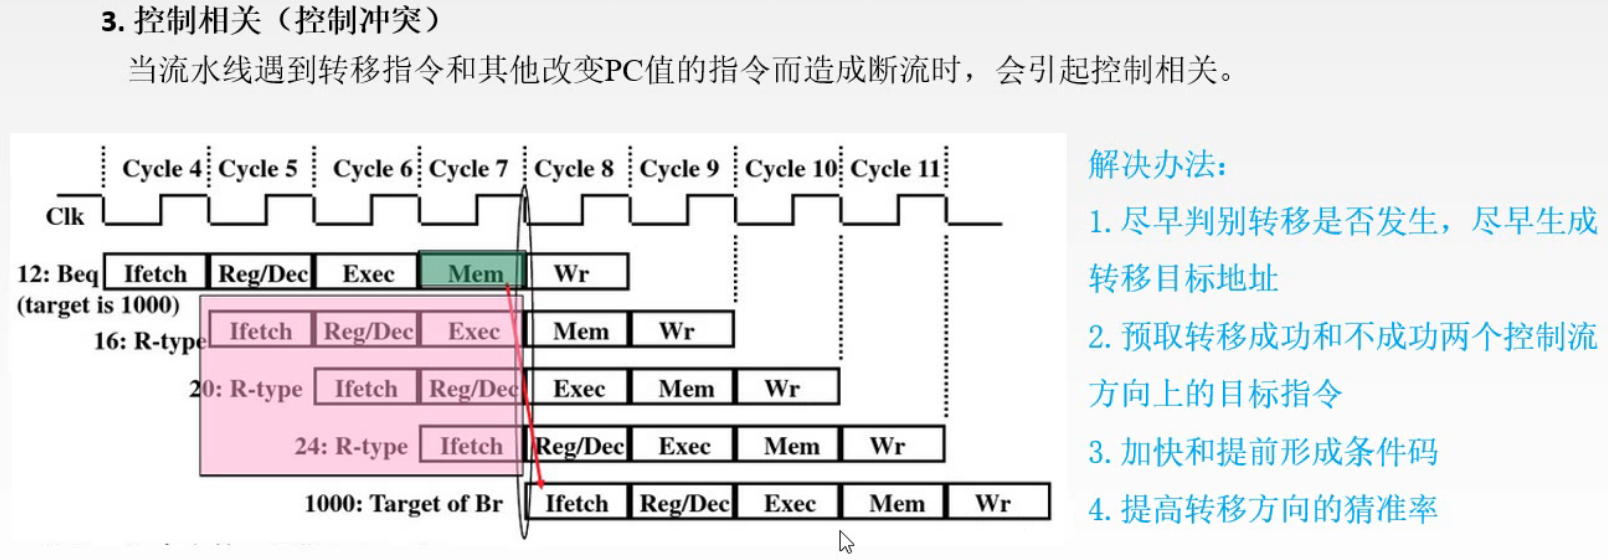 3. 控制相关（控制冲突）
当流水线遇到转移指令和其他改变PC值的指令而造成断流时，会引起控制相关。
Cycle 4 Cycle 5 Cycle 6 Cycle 7 Cycle 8 Cycle 9 Cycle 10 Cycle 11
Clk
12: Beq Ifetch Reg/Dec Exec Mem Wr
(target is 1000)
16: R-type Ifetch Reg/Dec Exec Mem Wr
20: R-type Ifetch Reg/Dec Exec Mem Wr
24: R-type Ifetch Reg/Dec Exec Mem Wr
1000: Target of Br Ifetch Reg/Dec Exec Mem Wr
解决办法：
1. 尽早判别转移是否发生，尽早生成
转移目标地址
2. 预取转移成功和不成功两个控制流
方向上的目标指令
3. 加快和提前形成条件码
4. 提高转移方向的猜准率